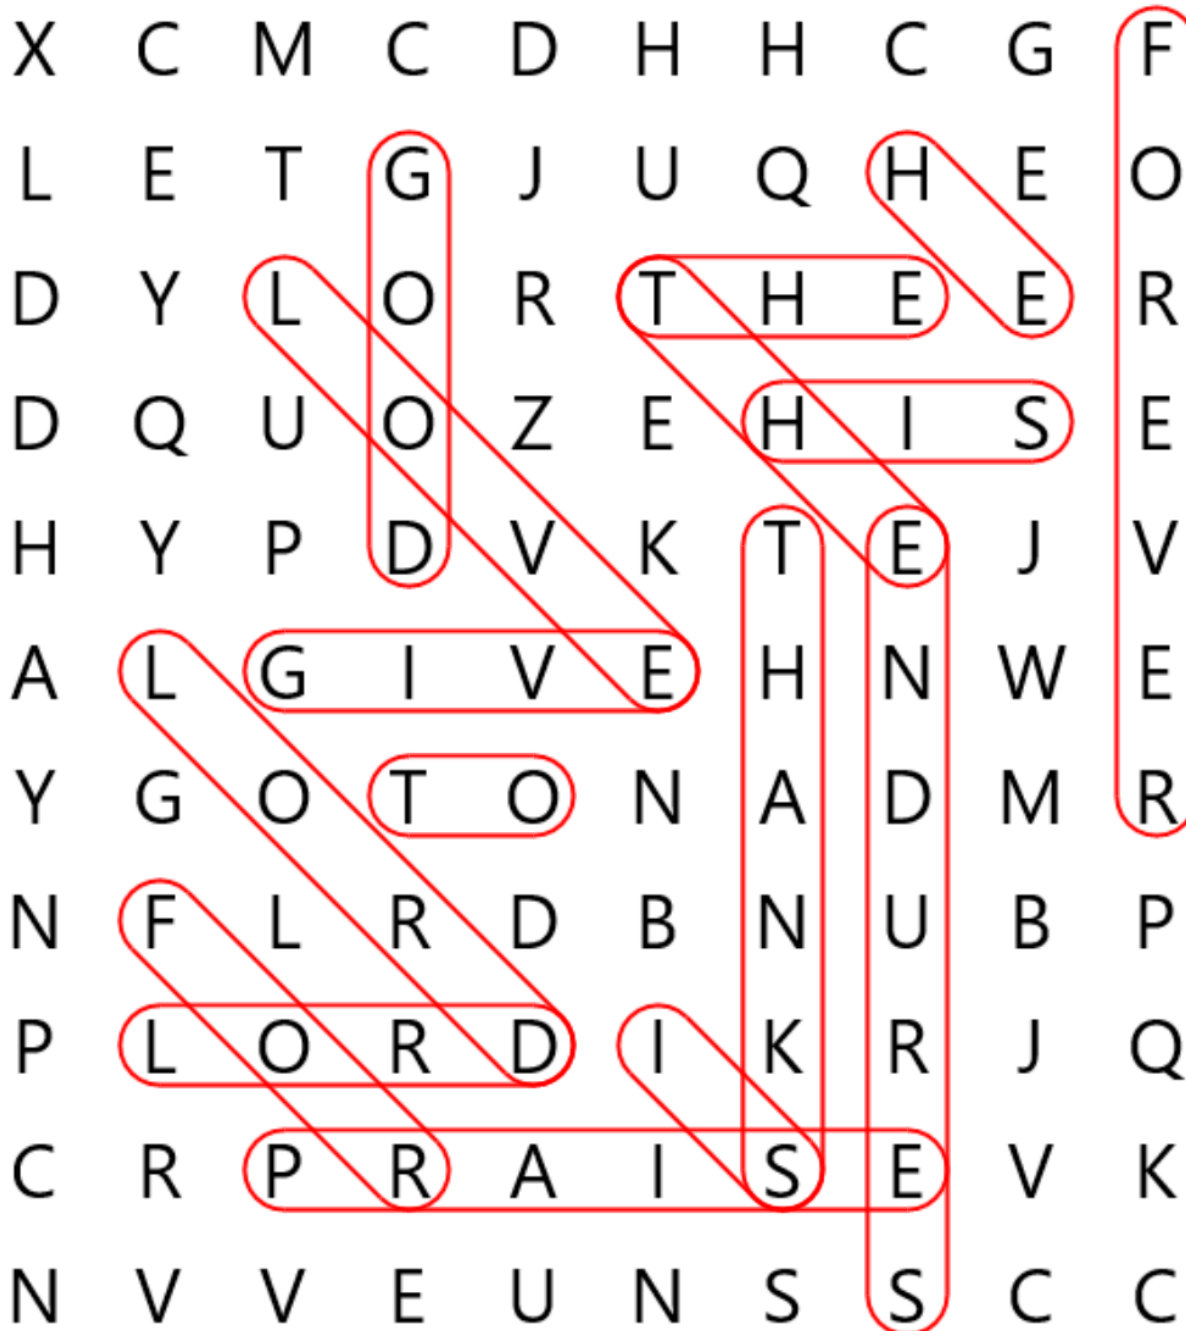 X C M C D H H C G F
L E T G J U Q H E O
D Y L O R T H E E R
D Q U O Z E H I S E
H Y P D V K T E J V
A L G I V E H N W E
Y G O T O N A D M R
N F L R D B N U B P
P L O R D I K R J Q
C R P R A I S E V K
N V V E U N S S C C